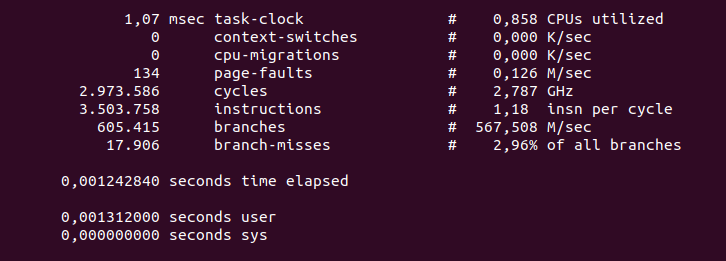 1,07 msec task-clock # 0,858 CPUs utilized
0 context-switches # 0,000 K/sec
0 cpu-migrations # 0,000 K/sec
134 page-faults # 0,126 M/sec
2.973.586 cycles # 2,787 GHz
3.503.758 instructions # 1,18 insn per cycle
605.415 branches # 567,508 M/sec
17.906 branch-misses # 2,96% of all branches
0,001242840 seconds time elapsed
0,001312000 seconds user
0,000000000 seconds sys